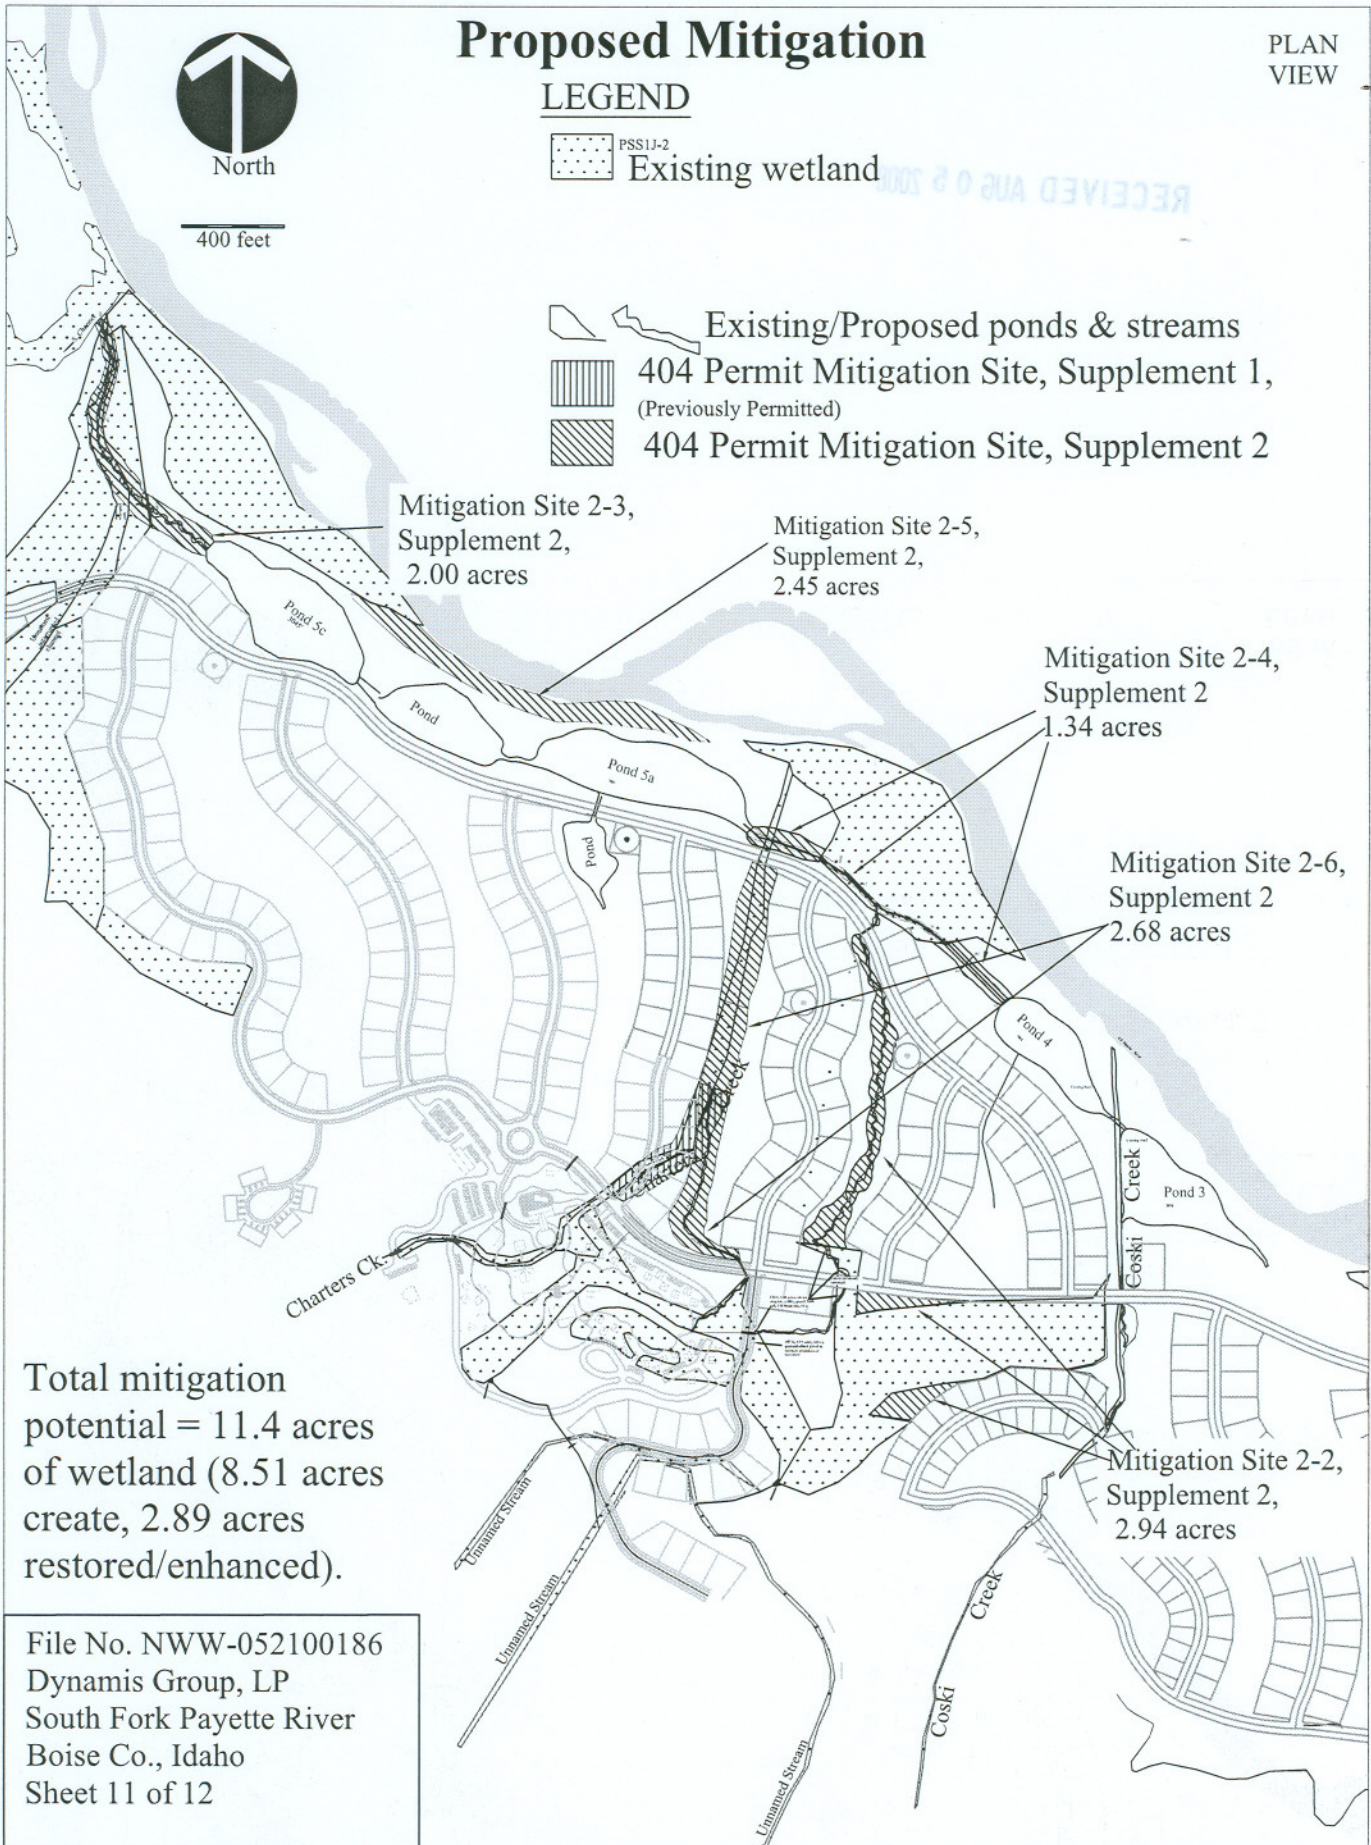 Proposed Mitigation
PLAN
VIEW
LEGEND
North
400 feet
PSS1J-2
Existing wetland
RECEIVED AUG 0 5
Existing/Proposed ponds & streams
404 Permit Mitigation Site, Supplement 1,
(Previously Permitted)
404 Permit Mitigation Site, Supplement 2
Mitigation Site 2-3,
Supplement 2,
2.00 acres
Mitigation Site 2-5,
Supplement 2,
2.45 acres
Mitigation Site 2-4,
Supplement 2
1.34 acres
Mitigation Site 2-6,
Supplement 2
2.68 acres
Pond 5c
Pond
Pond 5a
Pond
Pond 4
Pond 3
Coski Creek
Charters Ck.
Mitigation Site 2-2,
Supplement 2,
2.94 acres
Unnamed Stream
Unnamed Stream
Unnamed Stream
Coski Creek
Total mitigation
potential = 11.4 acres
of wetland (8.51 acres
create, 2.89 acres
restored/enhanced).
File No. NWW-052100186
Dynamis Group, LP
South Fork Payette River
Boise Co., Idaho
Sheet 11 of 12